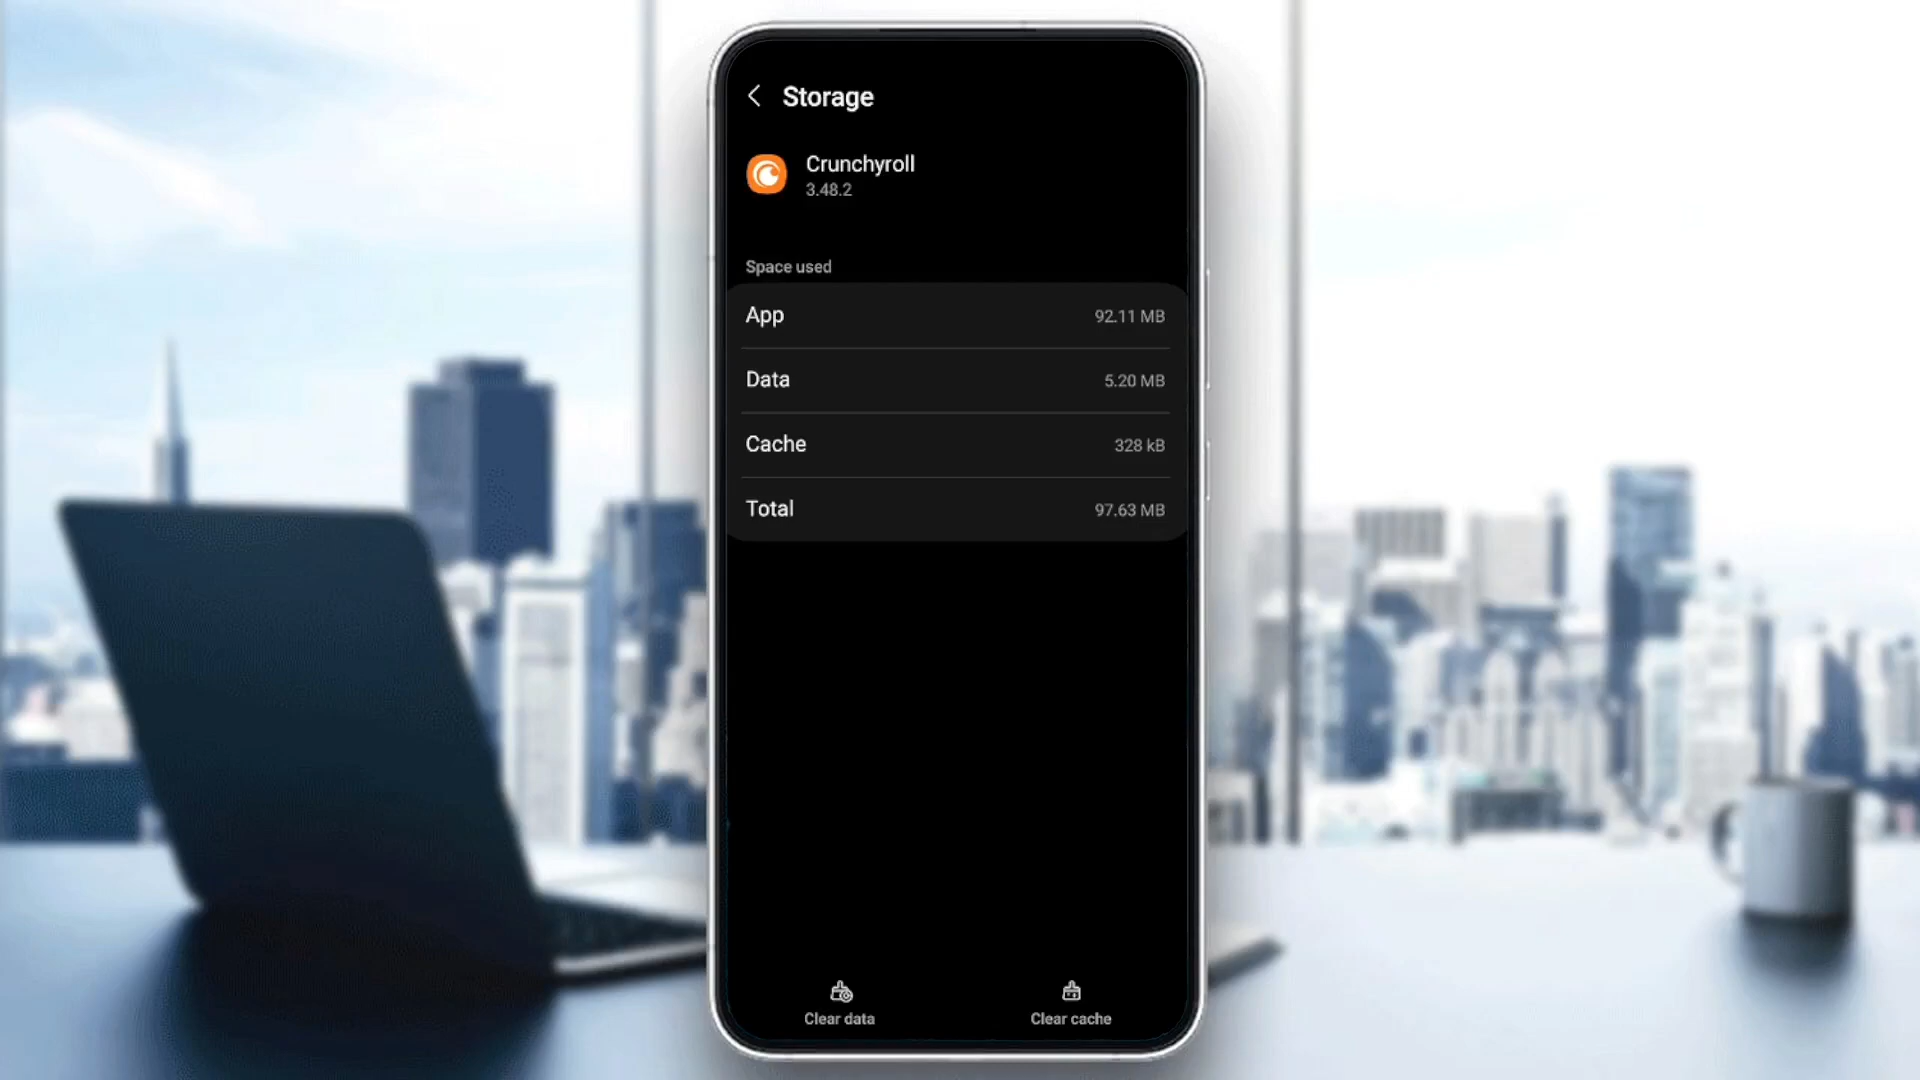 Storage
Crunchyroll
3.48.2
Space used
App 92.11 MB
Data 5.20 MB
Cache 328 kB
Total 97.63 MB
Clear data Clear cache